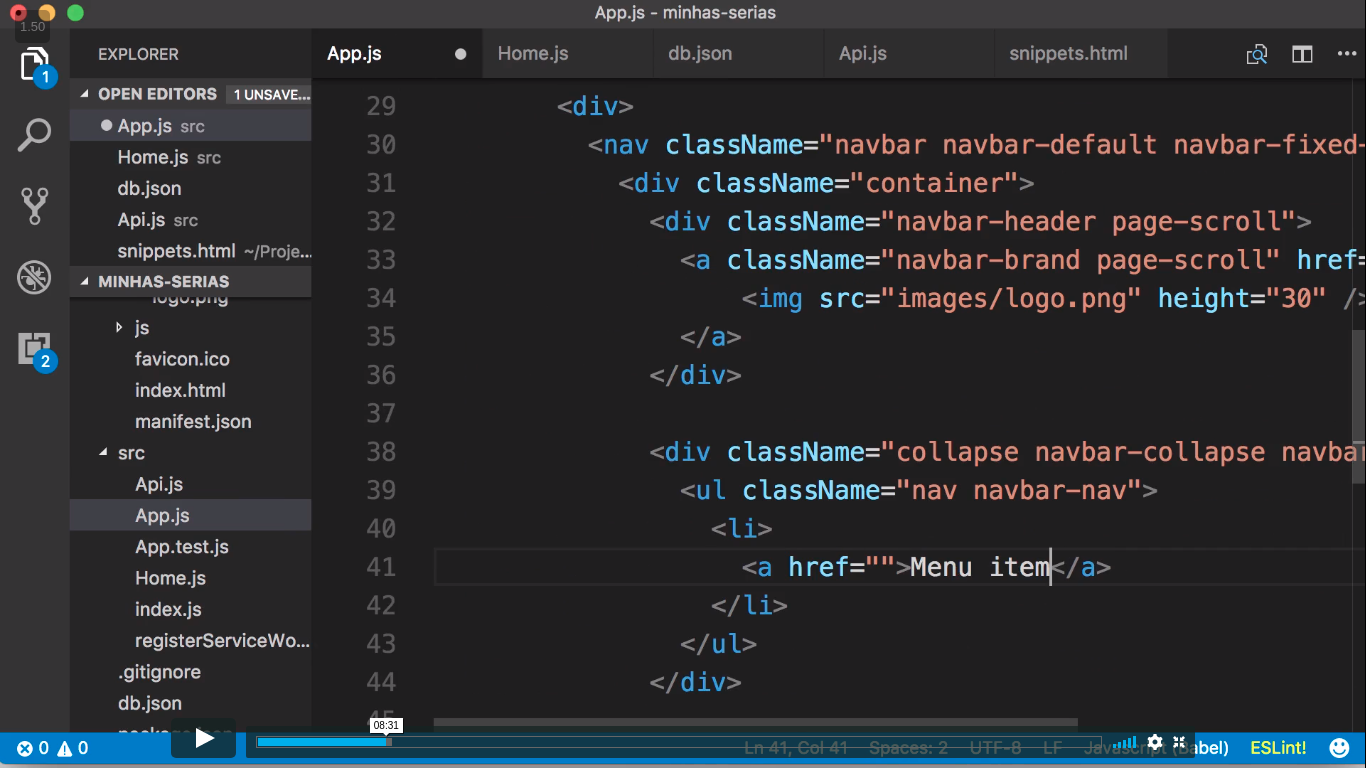 App.js - minhas-serias
1.50
EXPLORER
App.js
Home.js
db.json
Api.js
snippets.html
1
OPEN EDITORS 1 UNSAVE...
App.js src
Home.js src
db.json
Api.js src
snippets.html ~/Proje...
MINHAS-SERIAS
logo.png
js
favicon.ico
index.html
manifest.json
src
Api.js
App.js
App.test.js
Home.js
index.js
registerServiceWo...
.gitignore
db.json
2
29 <div>
30 <nav className="navbar navbar-default navbar-fixed-
31 <div className="container">
32 <div className="navbar-header page-scroll">
33 <a className="navbar-brand page-scroll" href=
34 <img src="images/logo.png" height="30" />
35 </a>
36 </div>
37
38 <div className="collapse navbar-collapse navba
39 <ul className="nav navbar-nav">
40 <li>
41 <a href="">Menu item</a>
42 </li>
43 </ul>
44 </div>
08:31
0 0
Ln 41, Col 41 Spaces: 2 UTF-8 LF Javascript (Babel) ESLint!